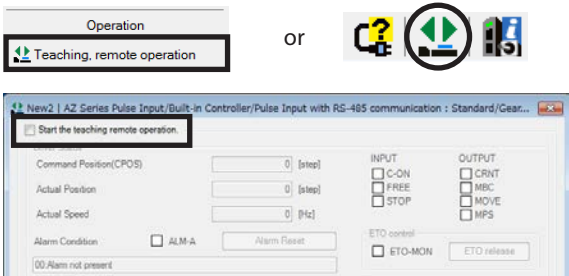 Operation
Teaching, remote operation
or
New2 | AZ Series Pulse Input/Built-in Controller/Pulse Input with RS-485 communication : Standard/Gear...
Start the teaching remote operation.
Driver Status
Command Position(CPOS) 0 [step]
Actual Position 0 [step]
Actual Speed 0 [Hz]
Alarm Condition ALM-A Alarm Reset
00:Alarm not present
INPUT
C-ON
FREE
STOP
OUTPUT
CRNT
MBC
MOVE
MPS
ETO control
ETO-MON ETO release